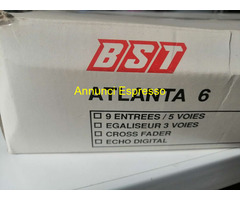 BST
Annunci Espresso
ATLANTA 6
9 ENTREES / 5 VOIES
EGALISEUR 3 VOIES
CROSS FADER
ECHO DIGITAL